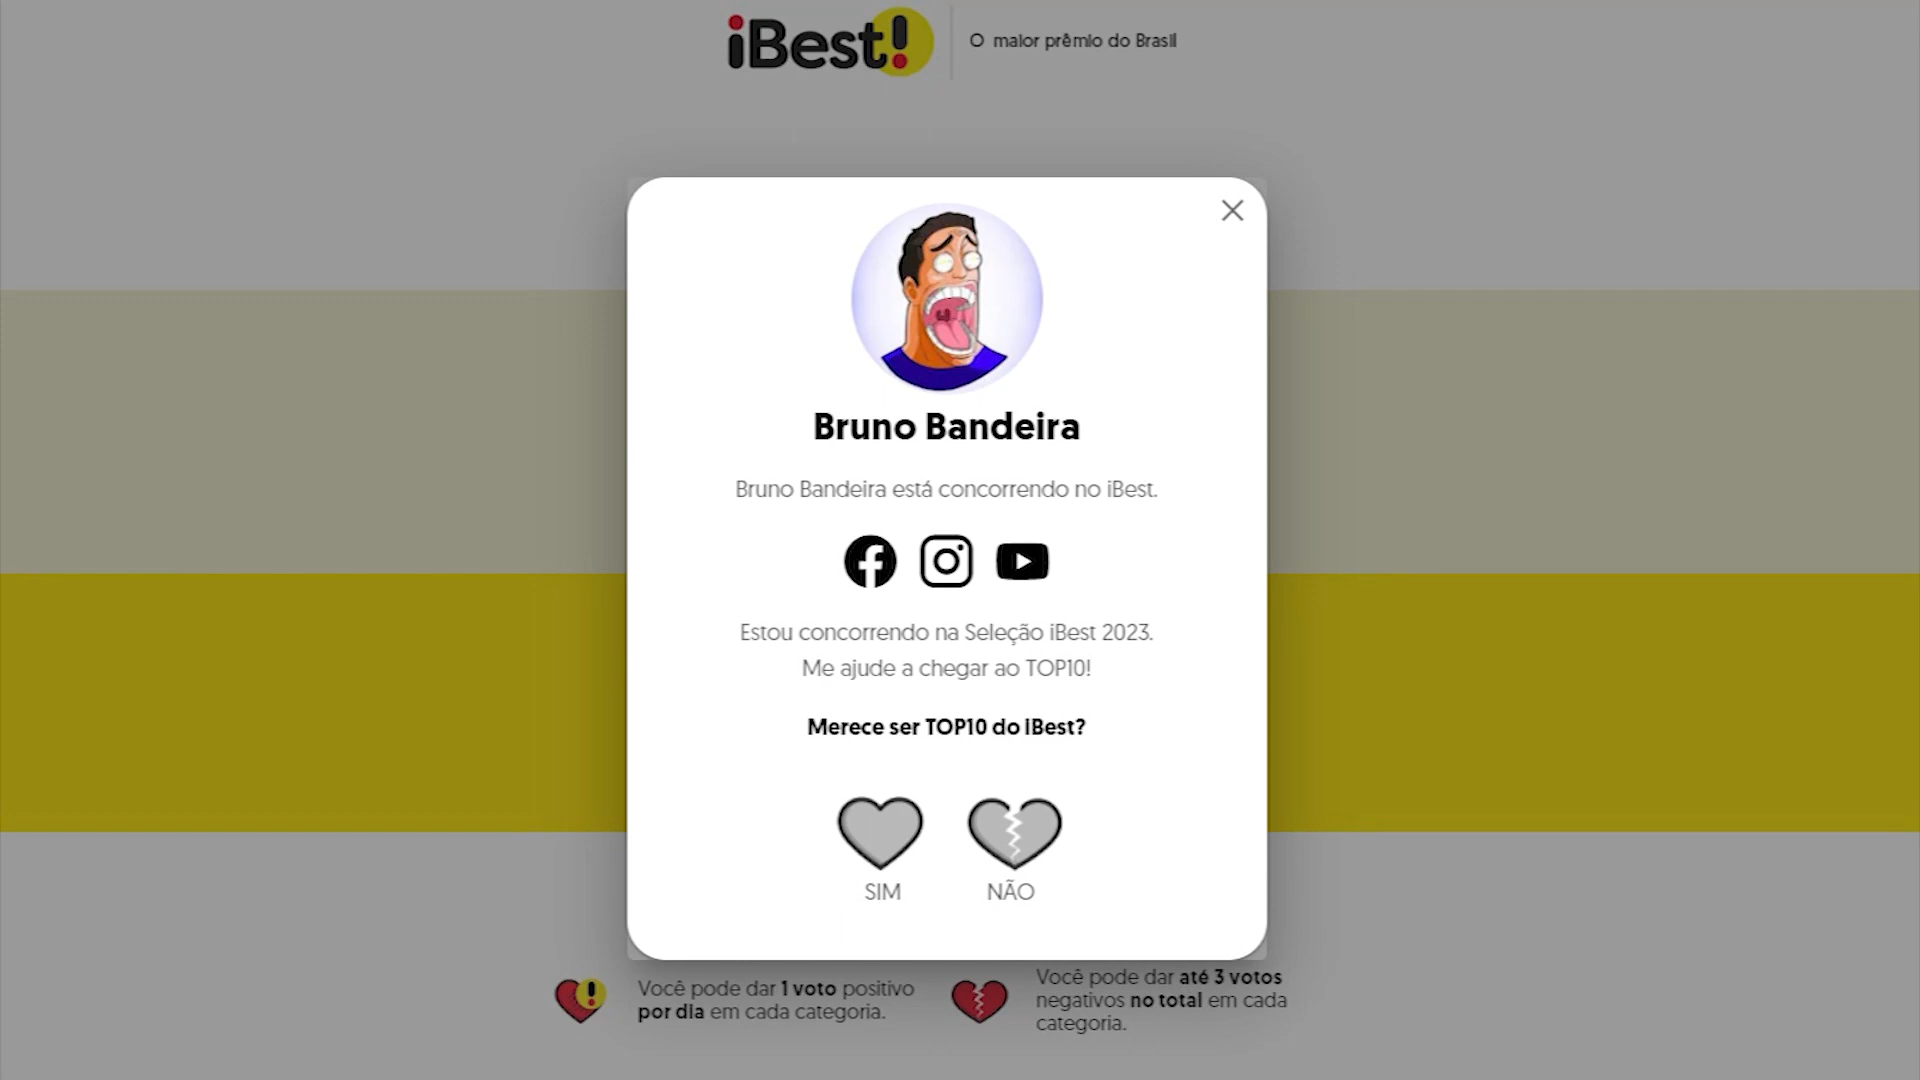 iBest!
O maior prêmio do Brasil
Bruno Bandeira
Bruno Bandeira está concorrendo no iBest.
Estou concorrendo na Seleção iBest 2023.
Me ajude a chegar ao TOP10!
Merece ser TOP10 do iBest?
SIM
NÃO
Você pode dar 1 voto positivo
por dia em cada categoria.
Você pode dar até 3 votos
negativos no total em cada
categoria.